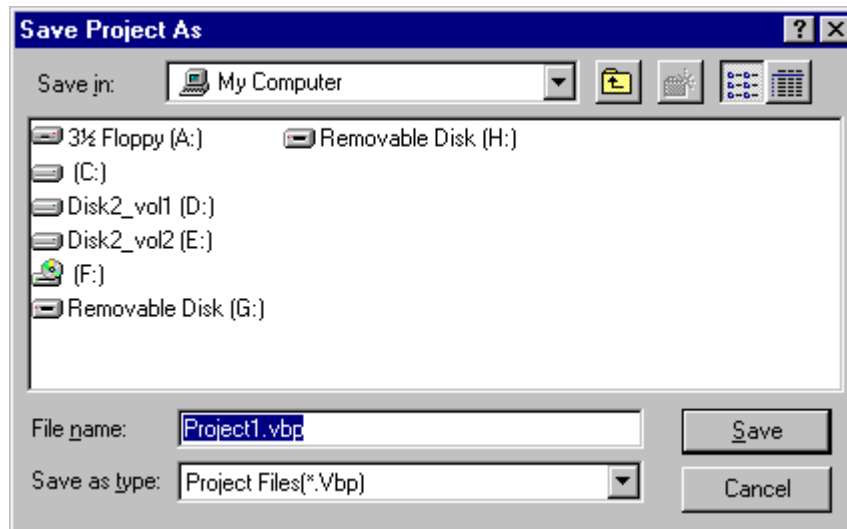 Save Project As
Save in: My Computer
3½ Floppy (A:)
(C:)
Disk2_vol1 (D:)
Disk2_vol2 (E:)
(F:)
Removable Disk (G:)
Removable Disk (H:)
File name: Project1.vbp
Save
Save as type: Project Files(*.Vbp)
Cancel